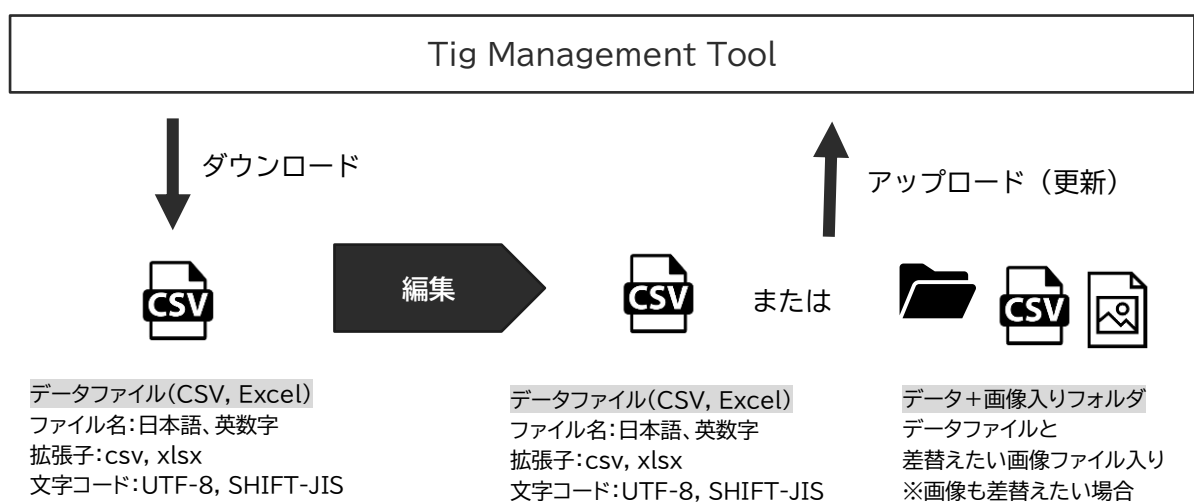 Tig Management Tool
ダウンロード
アップロード（更新）
CSV
編集
CSV
または
CSV
データファイル(CSV, Excel)
ファイル名:日本語、英数字
拡張子:csv, xlsx
文字コード:UTF-8, SHIFT-JIS
データファイル(CSV, Excel)
ファイル名:日本語、英数字
拡張子:csv, xlsx
文字コード:UTF-8, SHIFT-JIS
データ＋画像入りフォルダ
データファイルと
差替えたい画像ファイル入り
※画像も差替えたい場合